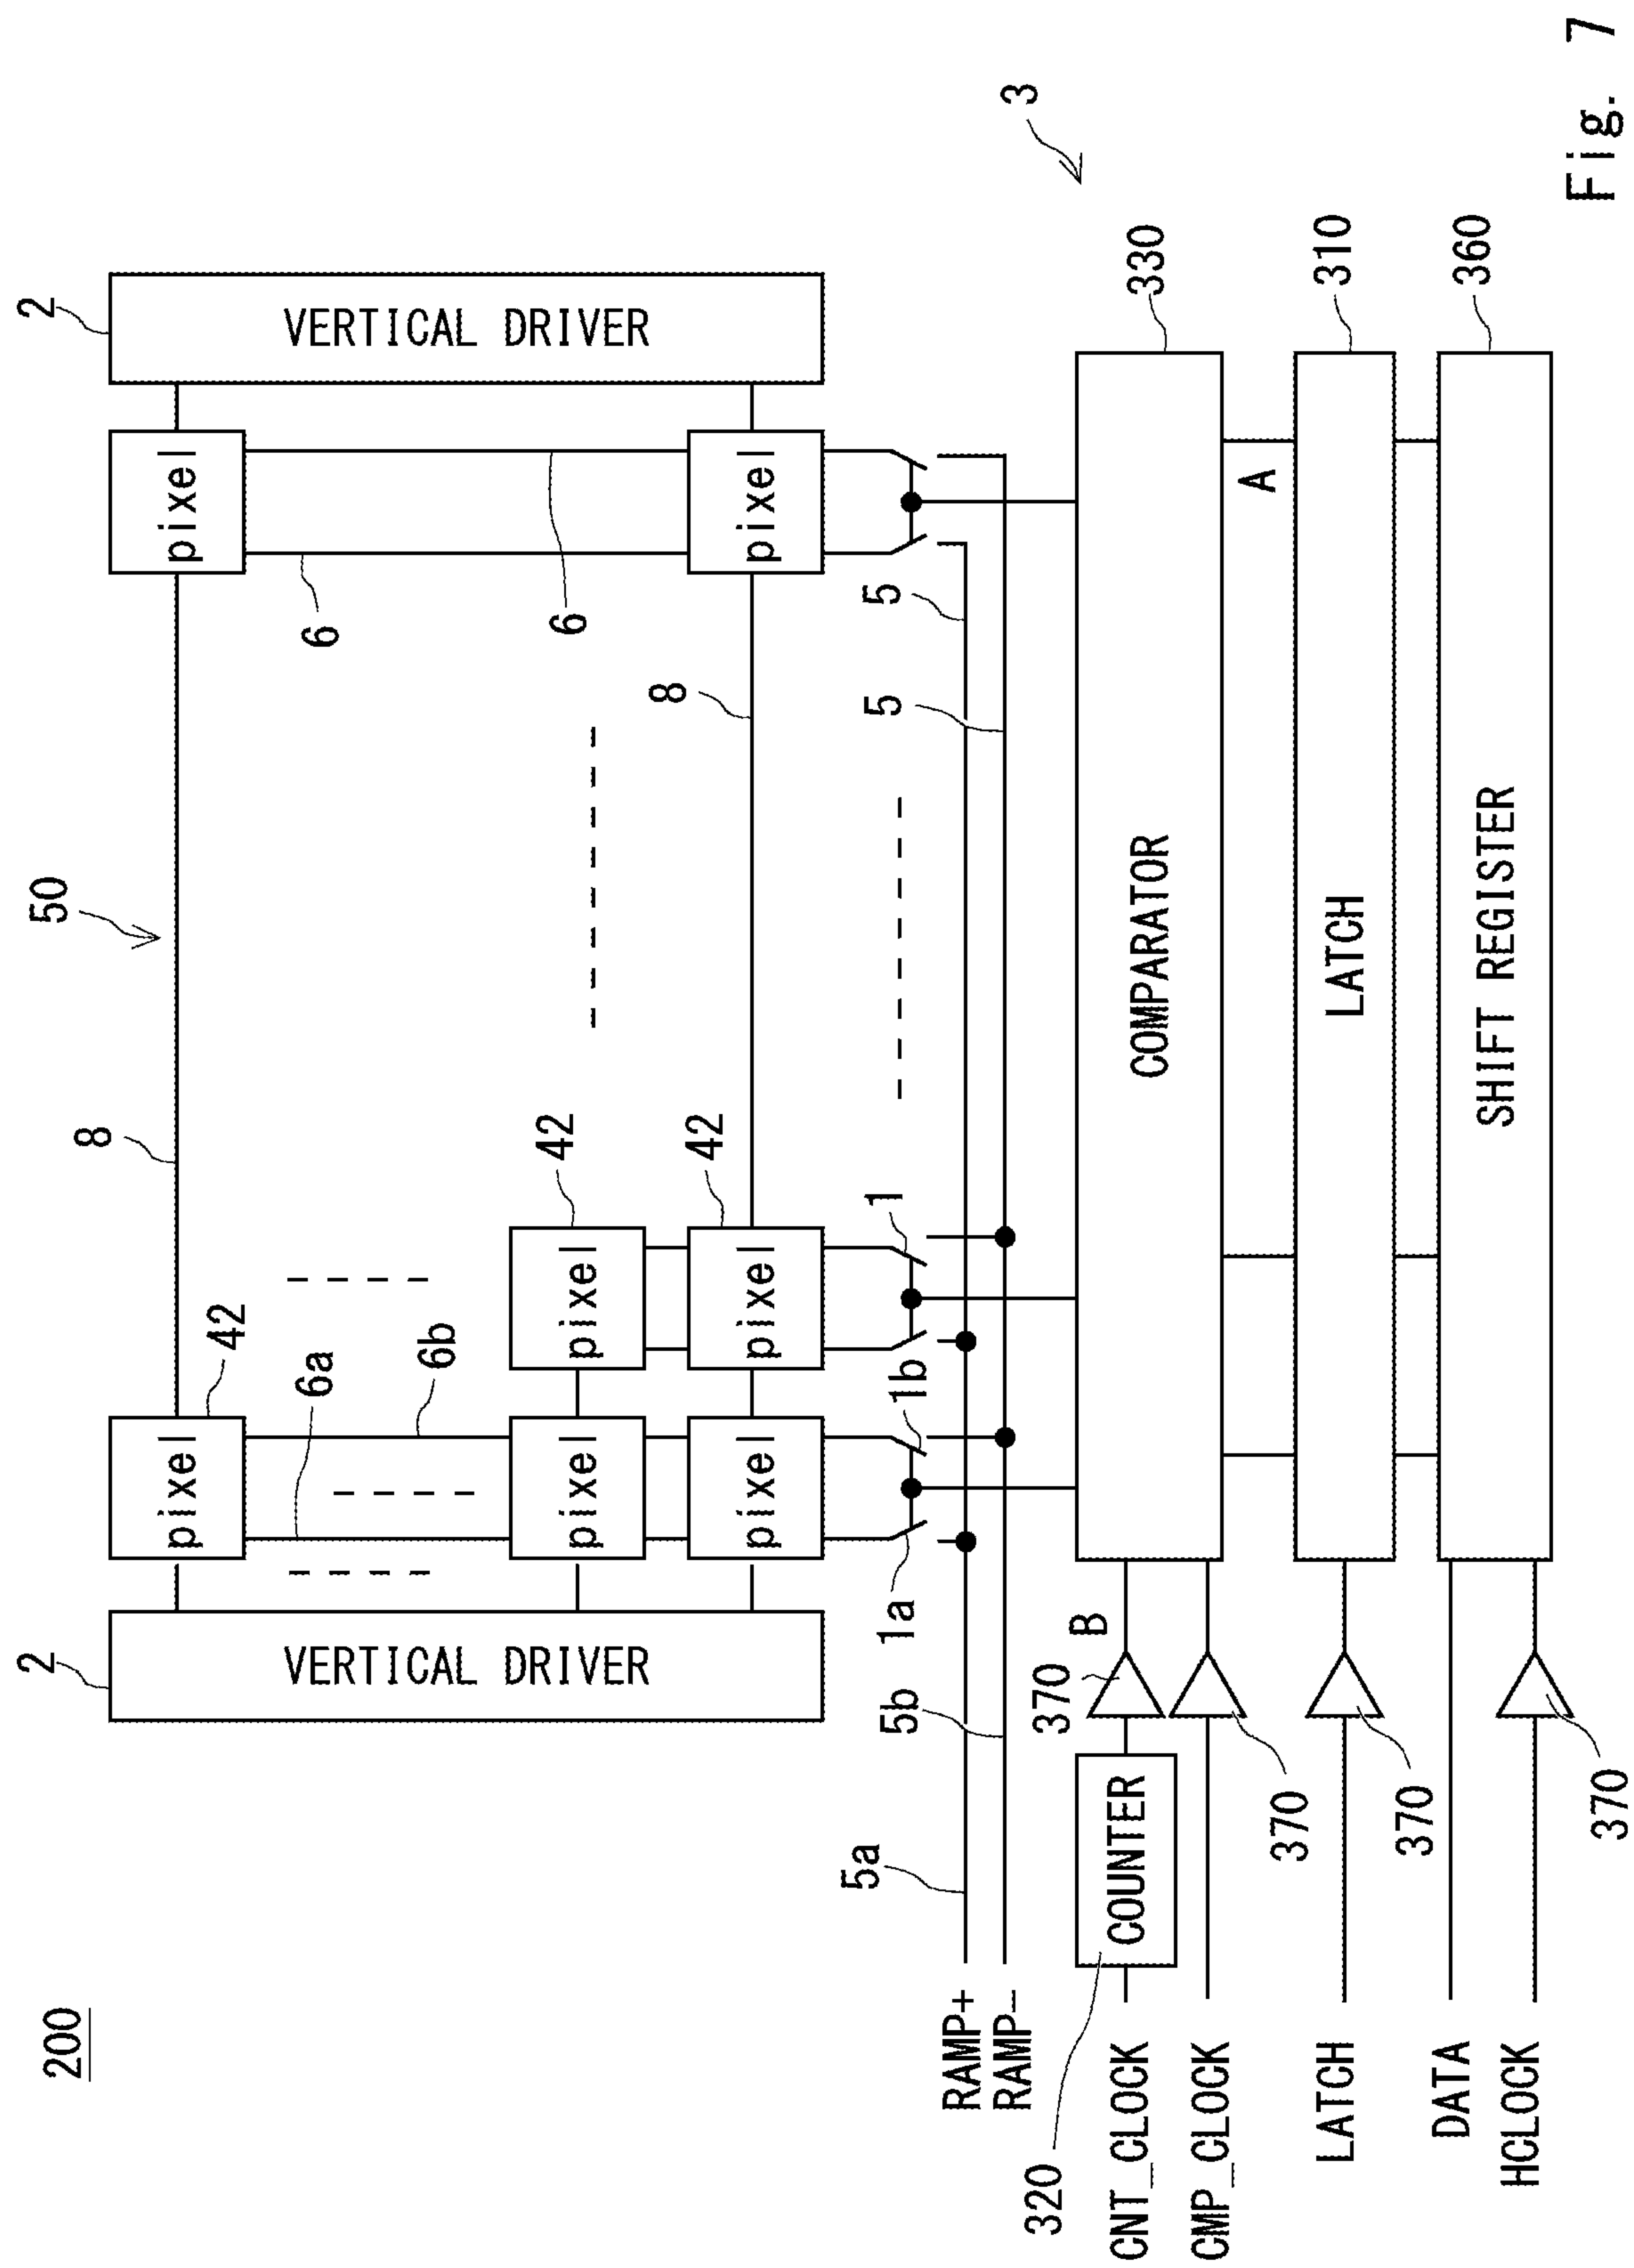 200
50
2
VERTICAL DRIVER
2
VERTICAL DRIVER
8
pixel
42
pixel
6a
6b
6
6
pixel
pixel
42
8
pixel
pixel
42
pixel
1a
1b
1
5
5
5a
5b
RAMP+
RAMP-
3
320
COUNTER
370
B
COMPARATOR
330
CNT_CLOCK
CMP_CLOCK
370
A
LATCH
370
LATCH
310
DATA
HCLOCK
370
SHIFT REGISTER
360
Fig. 7